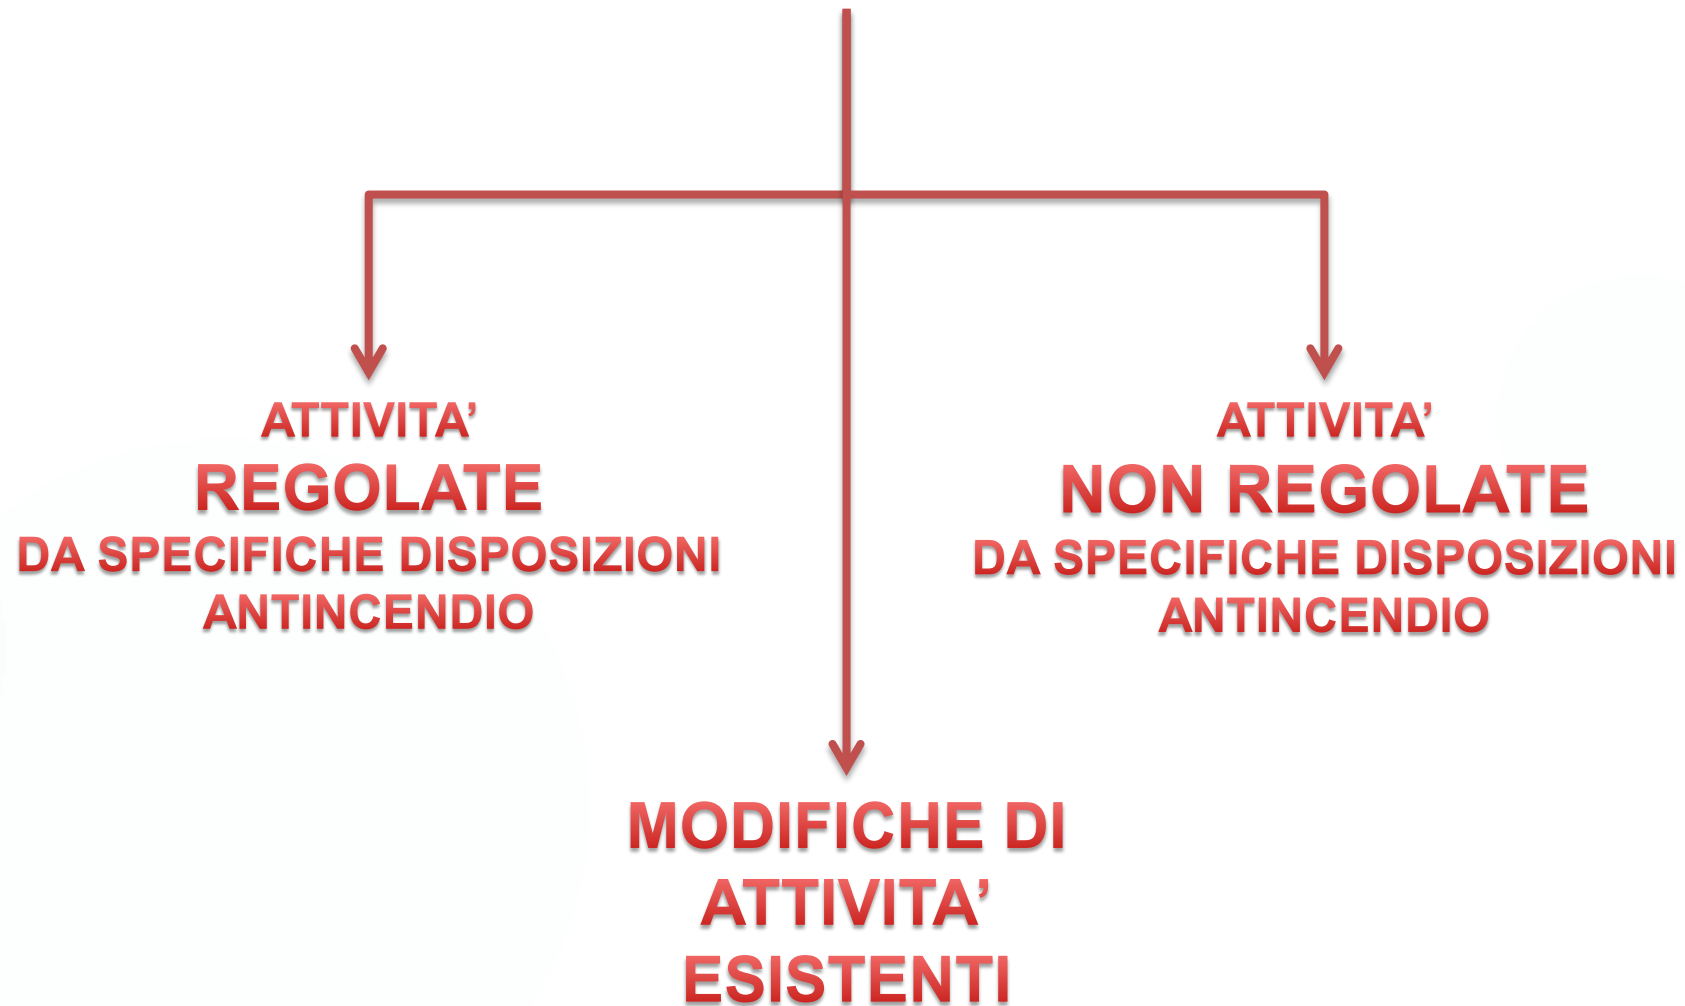 ATTIVITA’
REGOLATE
DA SPECIFICHE DISPOSIZIONI
ANTINCENDIO
ATTIVITA’
NON REGOLATE
DA SPECIFICHE DISPOSIZIONI
ANTINCENDIO
MODIFICHE DI
ATTIVITA’
ESISTENTI